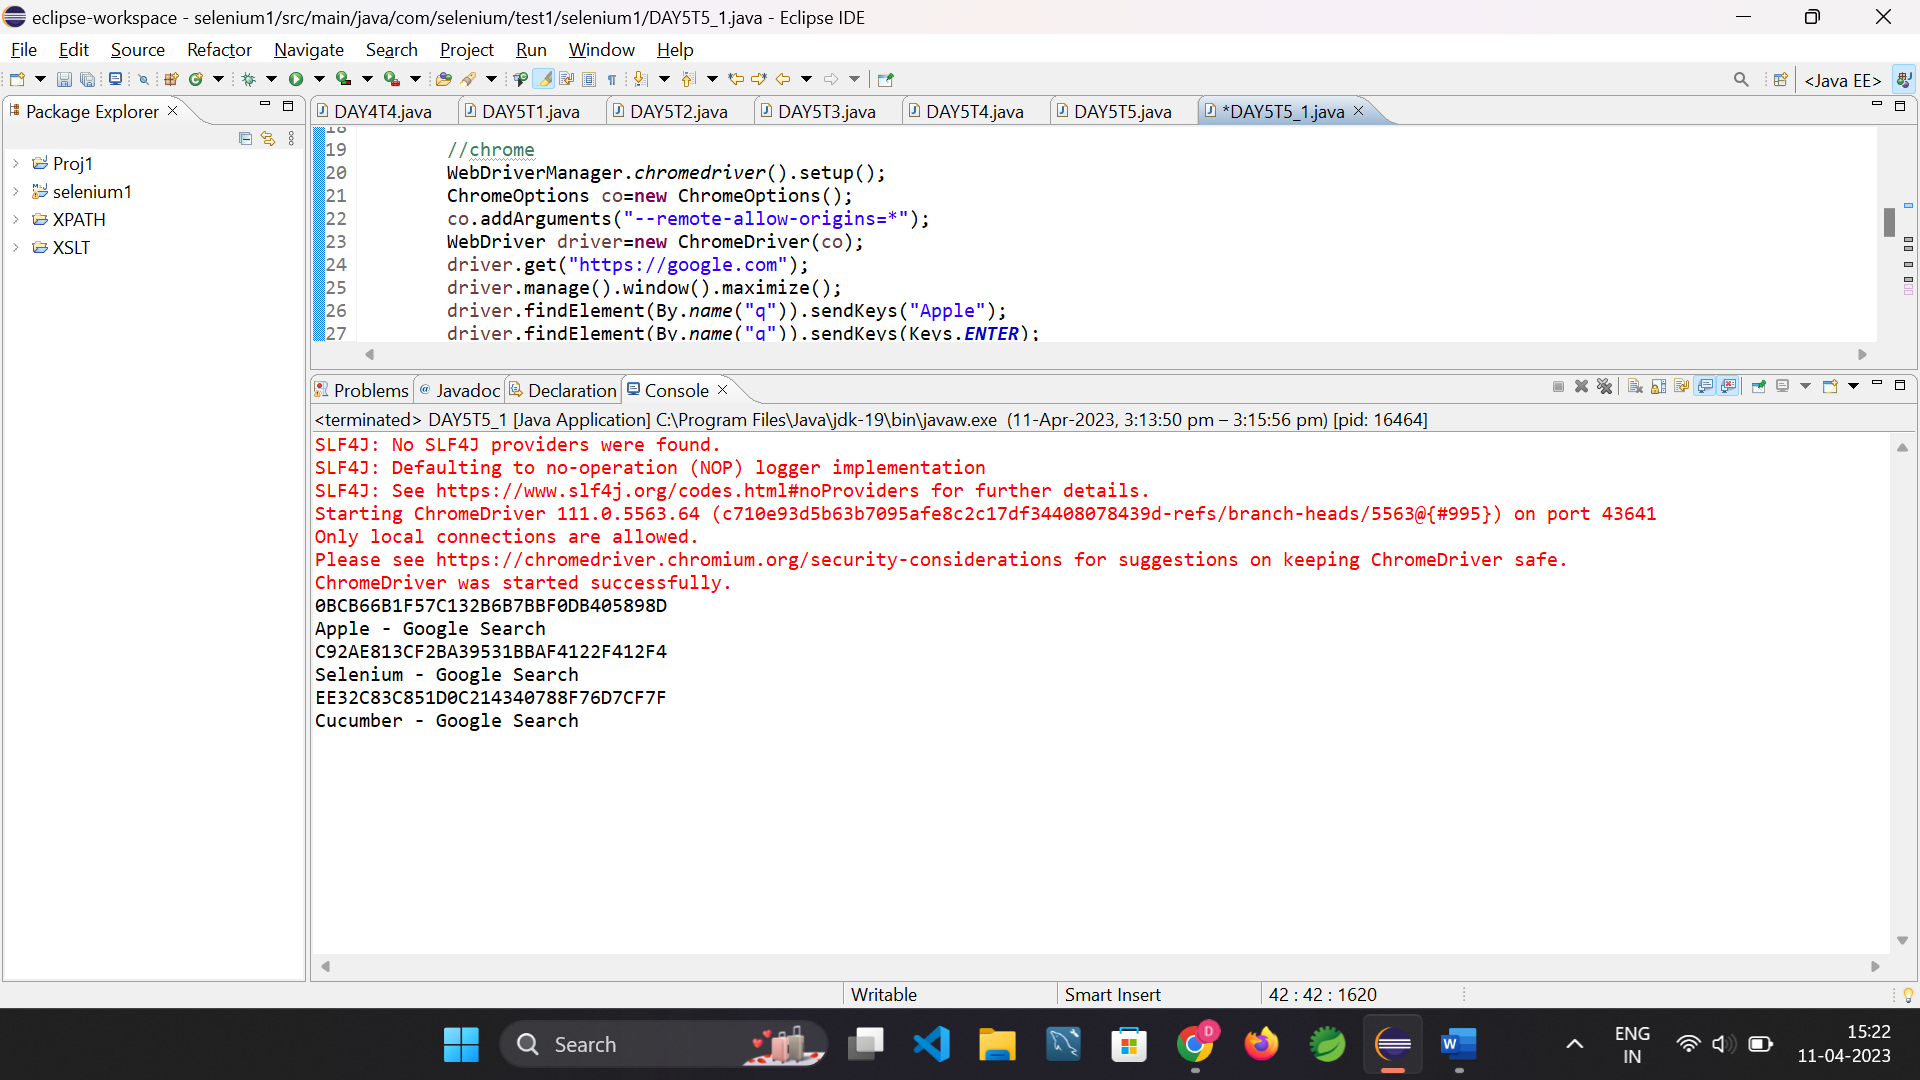 eclipse-workspace - selenium1/src/main/java/com/selenium/test1/selenium1/DAY5T5_1.java - Eclipse IDE
File Edit Source Refactor Navigate Search Project Run Window Help
<Java EE>
Package Explorer
DAY4T4.java DAY5T1.java DAY5T2.java DAY5T3.java DAY5T4.java DAY5T5.java *DAY5T5_1.java
Proj1
selenium1
XPATH
XSLT
18
19 //chrome
20 WebDriverManager.chromedriver().setup();
21 ChromeOptions co=new ChromeOptions();
22 co.addArguments("--remote-allow-origins=*");
23 WebDriver driver=new ChromeDriver(co);
24 driver.get("https://google.com");
25 driver.manage().window().maximize();
26 driver.findElement(By.name("q")).sendKeys("Apple");
27 driver.findElement(By.name("q")).sendKeys(Keys.ENTER);
Problems @ Javadoc Declaration Console
<terminated> DAY5T5_1 [Java Application] C:\Program Files\Java\jdk-19\bin\javaw.exe (11-Apr-2023, 3:13:50 pm – 3:15:56 pm) [pid: 16464]
SLF4J: No SLF4J providers were found.
SLF4J: Defaulting to no-operation (NOP) logger implementation
SLF4J: See https://www.slf4j.org/codes.html#noProviders for further details.
Starting ChromeDriver 111.0.5563.64 (c710e93d5b63b7095afe8c2c17df34408078439d-refs/branch-heads/5563@{#995}) on port 43641
Only local connections are allowed.
Please see https://chromedriver.chromium.org/security-considerations for suggestions on keeping ChromeDriver safe.
ChromeDriver was started successfully.
0BCB66B1F57C132B6B7BBF0DB405898D
Apple - Google Search
C92AE813CF2BA39531BBAF4122F412F4
Selenium - Google Search
EE32C83C851D0C214340788F76D7CF7F
Cucumber - Google Search
Writable Smart Insert 42 : 42 : 1620
Search
D
W
ENG
IN
15:22
11-04-2023